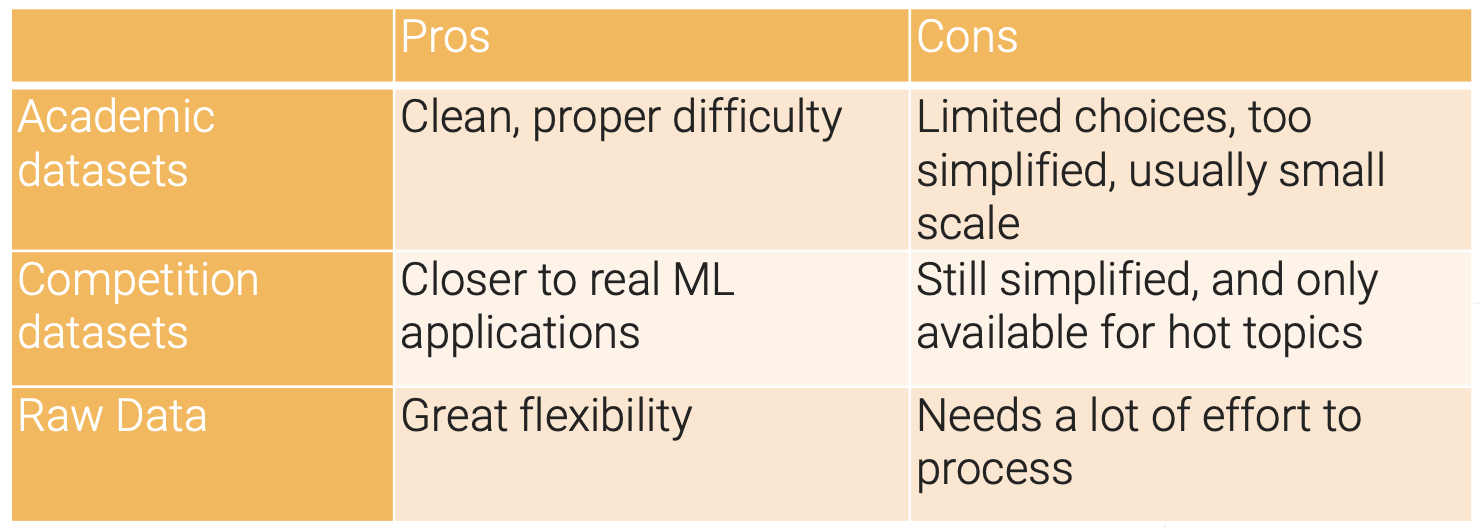 Pros
Cons
Academic
datasets
Clean, proper difficulty
Limited choices, too
simplified, usually small
scale
Competition
datasets
Closer to real ML
applications
Still simplified, and only
available for hot topics
Raw Data
Great flexibility
Needs a lot of effort to
process